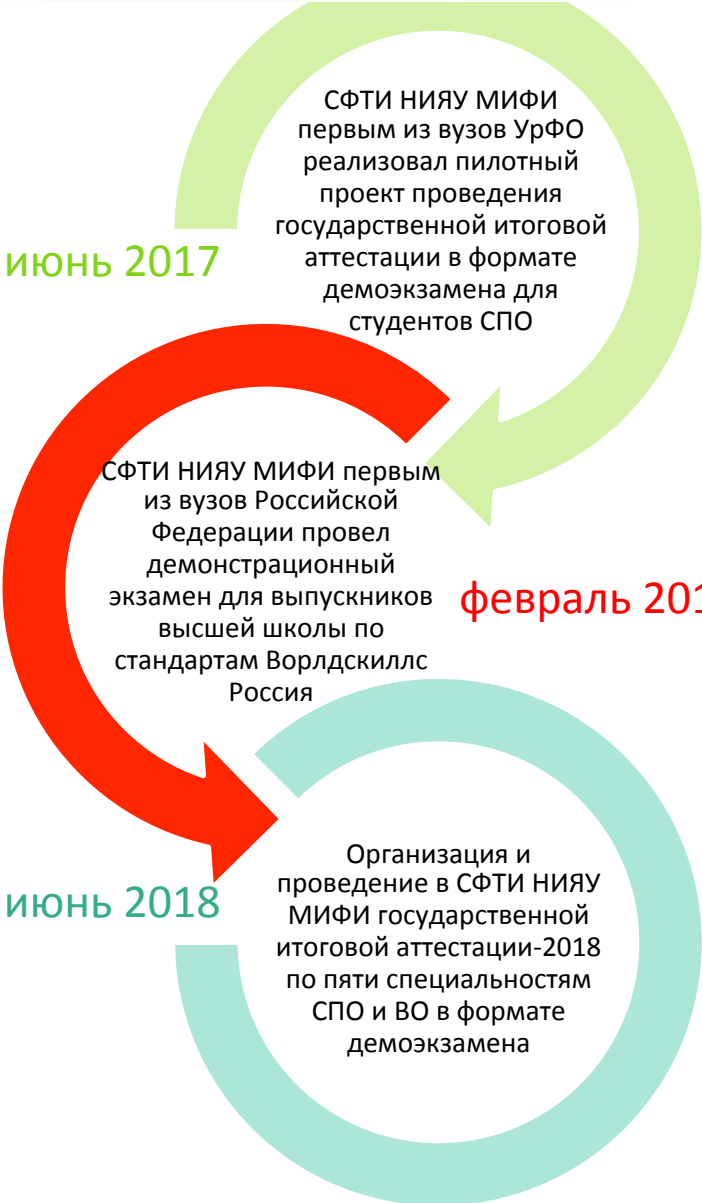 СФТИ НИЯУ МИФИ
первым из вузов УрФО
реализовал пилотный
проект проведения
государственной итоговой
аттестации в формате
демоэкзамена для
студентов СПО
июнь 2017
СФТИ НИЯУ МИФИ первым
из вузов Российской
Федерации провел
демонстрационный
экзамен для выпускников
высшей школы по
стандартам Ворлдскиллс
Россия
февраль
июнь 2018
Организация и
проведение в СФТИ НИЯУ
МИФИ государственной
итоговой аттестации-2018
по пяти специальностям
СПО и ВО в формате
демоэкзамена